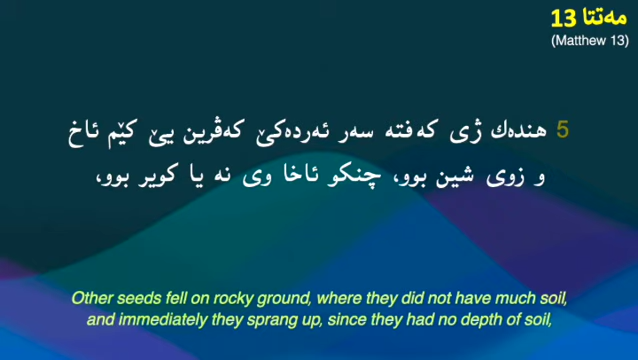 مەتتا 13
(Matthew 13)
5 هندەك ژی کەفتە سەر ئەردەکێ کەڤرین یێ کێم ئاخ
و زوی شین بوو، چنکو ئاخا وی نە یا کویر بوو،
Other seeds fell on rocky ground, where they did not have much soil,
and immediately they sprang up, since they had no depth of soil,